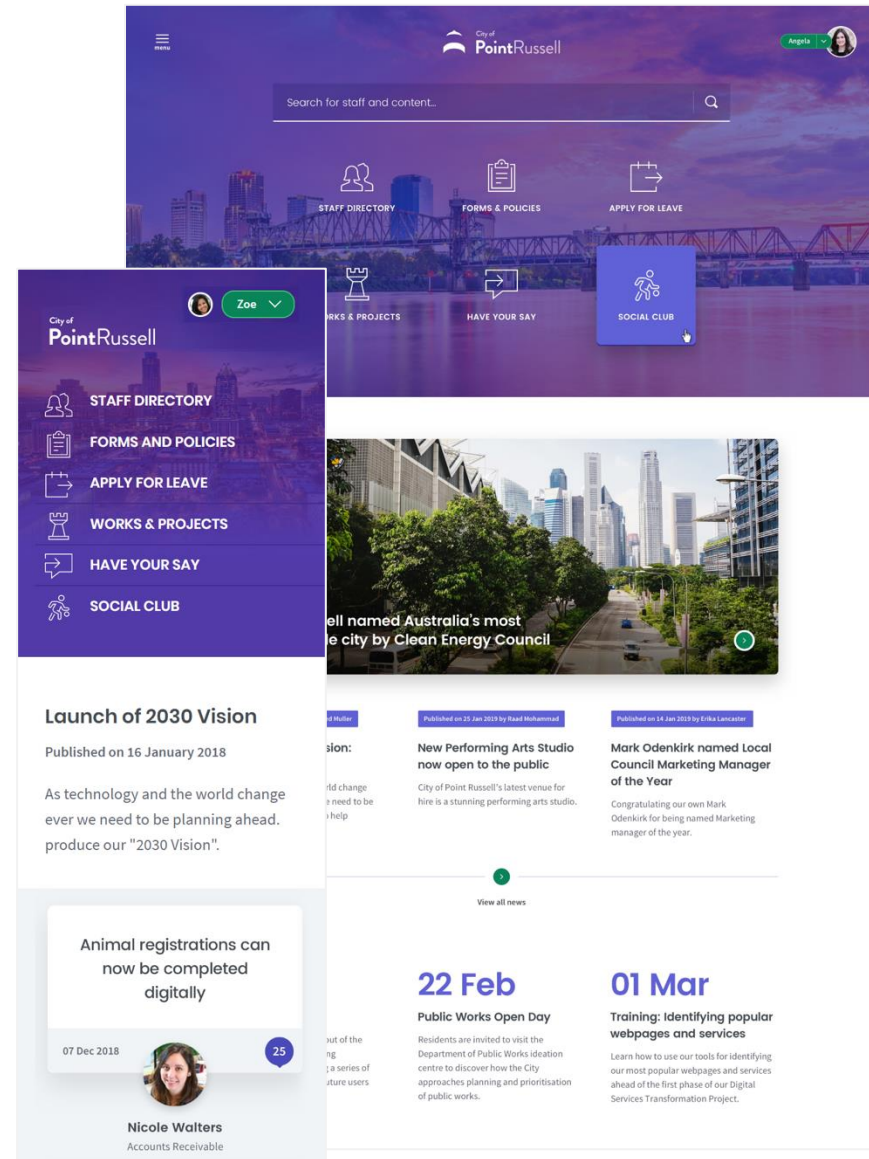 menu
City of
PointRussell
Angela
Search for staff and content...
STAFF DIRECTORY
FORMS & POLICIES
APPLY FOR LEAVE
& PROJECTS
HAVE YOUR SAY
SOCIAL CLUB
City of
PointRussell
Zoe
STAFF DIRECTORY
FORMS AND POLICIES
APPLY FOR LEAVE
WORKS & PROJECTS
HAVE YOUR SAY
SOCIAL CLUB
Launch of 2030 Vision
Published on 16 January 2018
As technology and the world change
ever we need to be planning ahead.
produce our "2030 Vision".
Animal registrations can
now be completed
digitally
07 Dec 2018
25
Nicole Walters
Accounts Receivable
named Australia's most
city by Clean Energy Council
Muller
change
need to be
help
Published on 25 Jan 2019 by Raad Mohammad
New Performing Arts Studio
now open to the public
City of Point Russell's latest venue for
hire is a stunning performing arts studio.
Published on 14 Jan 2019 by Erika Lancaster
Mark Odenkirk named Local
Council Marketing Manager
of the Year
Congratulating our own Mark
Odenkirk for being named Marketing
manager of the year.
View all news
of the
a series of
users
22 Feb
Public Works Open Day
Residents are invited to visit the
Department of Public Works ideation
centre to discover how the City
approaches planning and prioritisation
of public works.
01 Mar
Training: Identifying popular
webpages and services
Learn how to use our tools for identifying
our most popular webpages and services
ahead of the first phase of our Digital
Services Transformation Project.